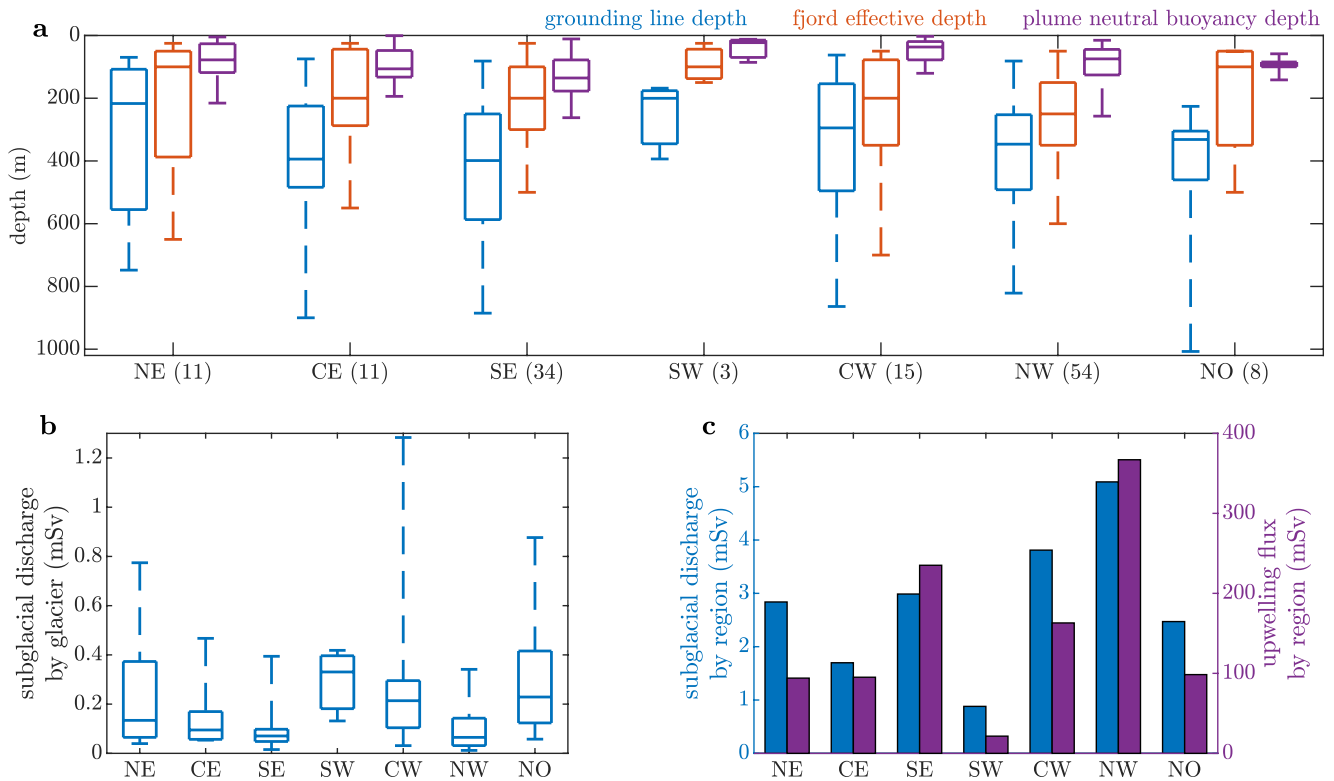 grounding line depth fjord effective depth plume neutral buoyancy depth
a
0
200
400
600
800
1000
depth (m)
NE (11) CE (11) SE (34) SW (3) CW (15) NW (54) NO (8)
b
subglacial discharge
by glacier (mSv)
1.2
1
0.8
0.6
0.4
0.2
0
NE CE SE SW CW NW NO
c
subglacial discharge
by region (mSv)
6
5
4
3
2
1
0
400
300
200
100
0
upwelling flux
by region (mSv)
NE CE SE SW CW NW NO